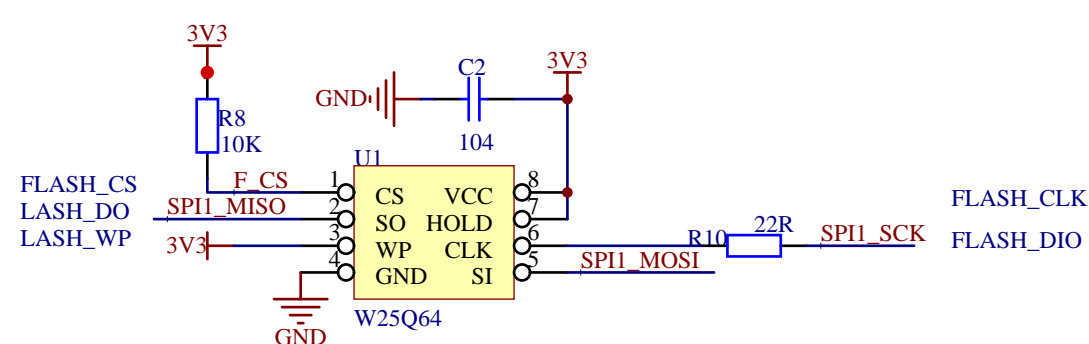 3V3
3V3
C2
GND
R8
10K
104
U1
FLASH_CS
F_CS
1
CS
VCC
8
FLASH_CLK
LASH_DO
SPI1_MISO
2
SO
HOLD
7
LASH_WP
3V3
3
WP
CLK
6
R10
22R
SPI1_SCK
FLASH_DIO
4
GND
SI
5
SPI1_MOSI
GND
W25Q64